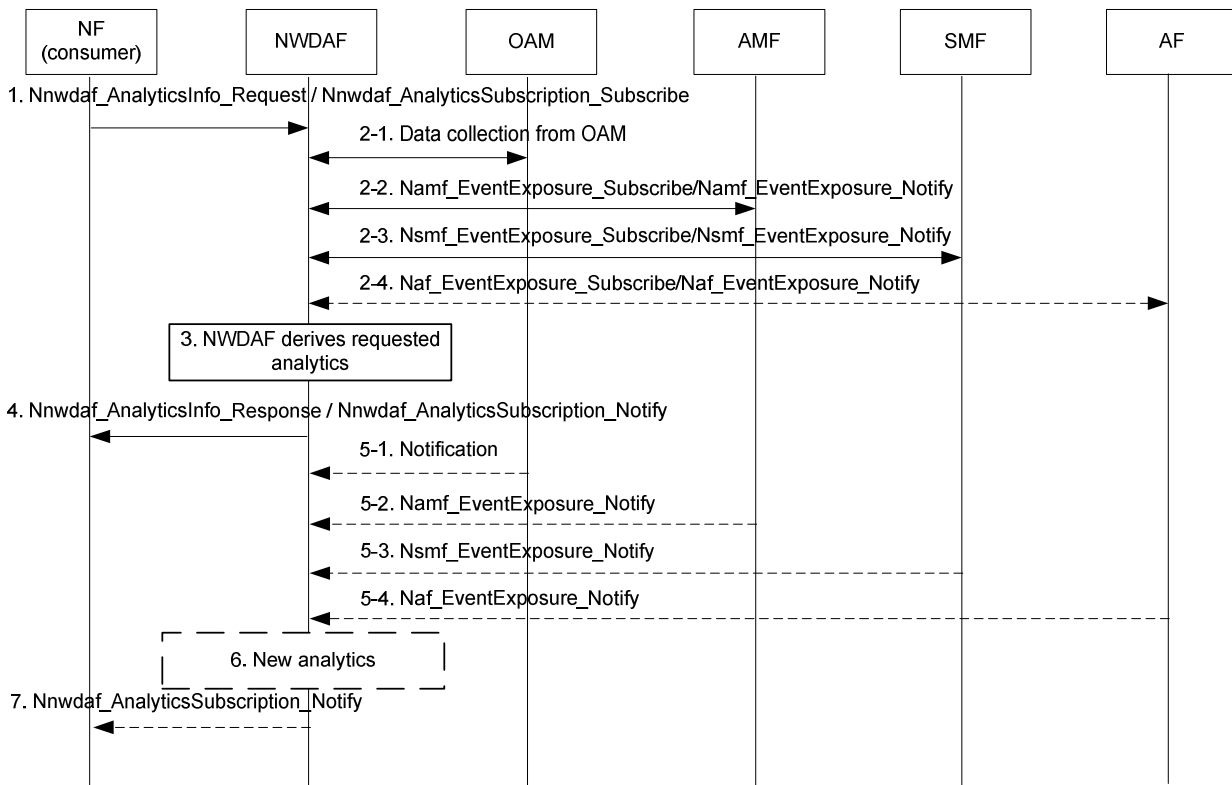 NF
(consumer)
NWDAF
OAM
AMF
SMF
AF
1. Nnwdaf_AnalyticsInfo_Request / Nnwdaf_AnalyticsSubscription_Subscribe
2-1. Data collection from OAM
2-2. Namf_EventExposure_Subscribe/Namf_EventExposure_Notify
2-3. Nsmf_EventExposure_Subscribe/Nsmf_EventExposure_Notify
2-4. Naf_EventExposure_Subscribe/Naf_EventExposure_Notify
3. NWDAF derives requested
analytics
4. Nnwdaf_AnalyticsInfo_Response / Nnwdaf_AnalyticsSubscription_Notify
5-1. Notification
5-2. Namf_EventExposure_Notify
5-3. Nsmf_EventExposure_Notify
5-4. Naf_EventExposure_Notify
6. New analytics
7. Nnwdaf_AnalyticsSubscription_Notify